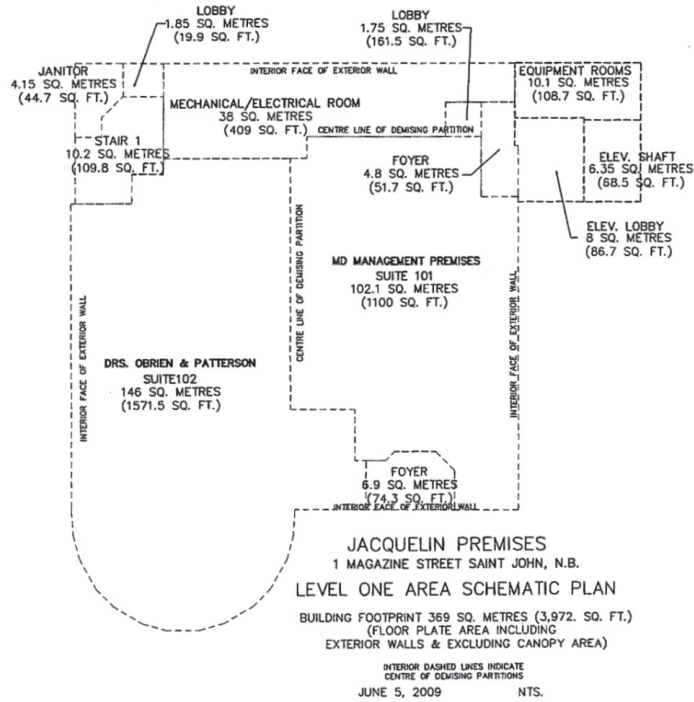 LOBBY
1.85 SQ. METRES
(19.9 SQ. FT.)
LOBBY
1.75 SQ. METRES
(161.5 SQ. FT.)
JANITOR
4.15 SQ. METRES
(44.7 SQ. FT.)
INTERIOR FACE OF EXTERIOR WALL
EQUIPMENT ROOMS
10.1 SQ. METRES
(108.7 SQ. FT.)
MECHANICAL/ELECTRICAL ROOM
38 SQ. METRES
(409 SQ. FT.)
CENTRE LINE OF DEMISING PARTITION
STAIR 1
10.2 SQ. METRES
(109.8 SQ. FT.)
FOYER
4.8 SQ. METRES
(51.7 SQ. FT.)
ELEV. SHAFT
6.35 SQ. METRES
(68.5 SQ. FT.)
ELEV. LOBBY
8 SQ. METRES
(86.7 SQ. FT.)
CENTRE LINE OF DEMISING PARTITION
MD MANAGEMENT PREMISES
SUITE 101
102.1 SQ. METRES
(1100 SQ. FT.)
INTERIOR FACE OF EXTERIOR WALL
INTERIOR FACE OF EXTERIOR WALL
DRS. OBRIEN & PATTERSON
SUITE102
146 SQ. METRES
(1571.5 SQ. FT.)
FOYER
6.9 SQ. METRES
(74.3 SQ. FT.)
INTERIOR FACE OF EXTERIOR WALL
JACQUELIN PREMISES
1 MAGAZINE STREET SAINT JOHN, N.B.
LEVEL ONE AREA SCHEMATIC PLAN
BUILDING FOOTPRINT 369 SQ. METRES (3,972. SQ. FT.)
(FLOOR PLATE AREA INCLUDING
EXTERIOR WALLS & EXCLUDING CANOPY AREA)
INTERIOR DASHED LINES INDICATE
CENTRE OF DEMISING PARTITIONS
JUNE 5, 2009 NTS.